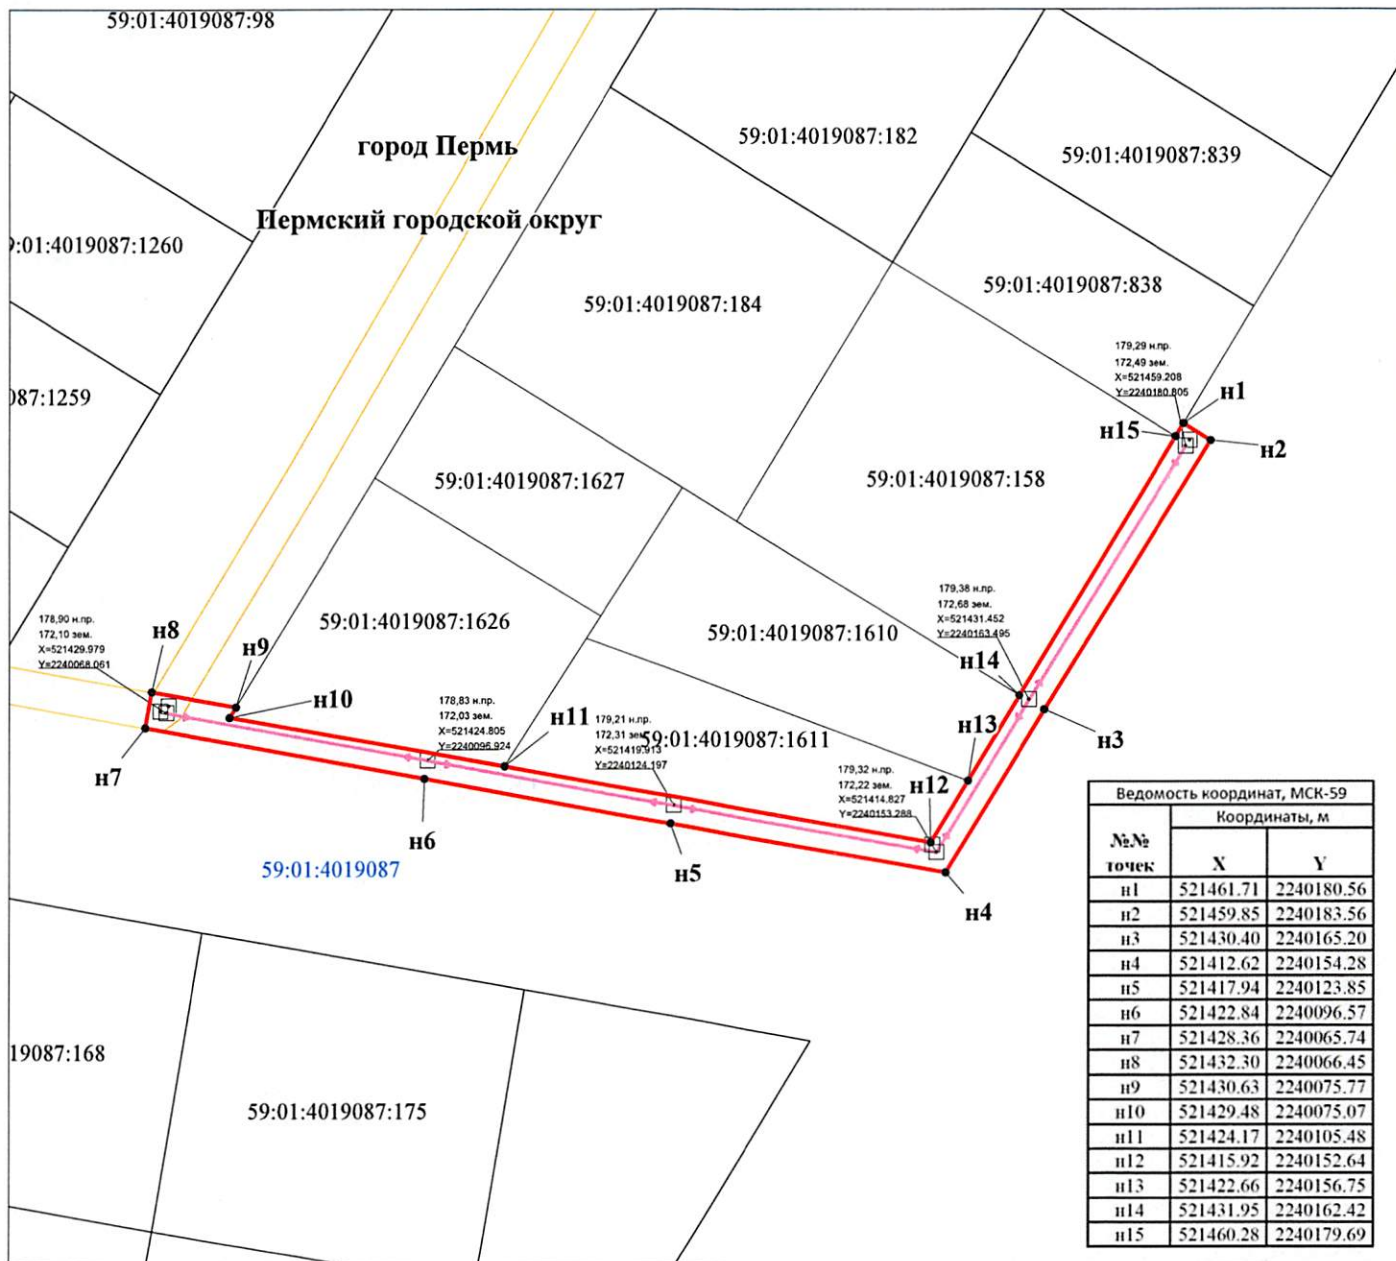 59:01:4019087:98
город Пермь
59:01:4019087:182
59:01:4019087:839
Пермский городской округ
:01:4019087:1260
59:01:4019087:184
59:01:4019087:838
179,29 н.пр.
172,49 зем.
X=521459.208
Y=2240180.805
087:1259
н1
н15
н2
59:01:4019087:1627
59:01:4019087:158
179,38 н.пр.
172,68 зем.
X=521431.452
Y=2240163.495
178,90 н.пр.
172,10 зем.
X=521429.979
Y=2240068.061
н8
59:01:4019087:1626
59:01:4019087:1610
н9
н14
н10
178,83 н.пр.
172,03 зем.
X=521424.805
Y=2240096.924
н11
179,21 н.пр.
172,31 зем.
X=521419.913
Y=2240124.197
59:01:4019087:1611
н13
н3
н7
179,32 н.пр.
172,22 зем.
X=521414.827
Y=2240153.288
н12
н6
59:01:4019087
н5
н4
Ведомость координат, МСК-59
№№ точек
Координаты, м
X Y
н1 521461.71 2240180.56
н2 521459.85 2240183.56
н3 521430.40 2240165.20
н4 521412.62 2240154.28
н5 521417.94 2240123.85
н6 521422.84 2240096.57
н7 521428.36 2240065.74
н8 521432.30 2240066.45
н9 521430.63 2240075.77
н10 521429.48 2240075.07
н11 521424.17 2240105.48
н12 521415.92 2240152.64
н13 521422.66 2240156.75
н14 521431.95 2240162.42
н15 521460.28 2240179.69
19087:168
59:01:4019087:175